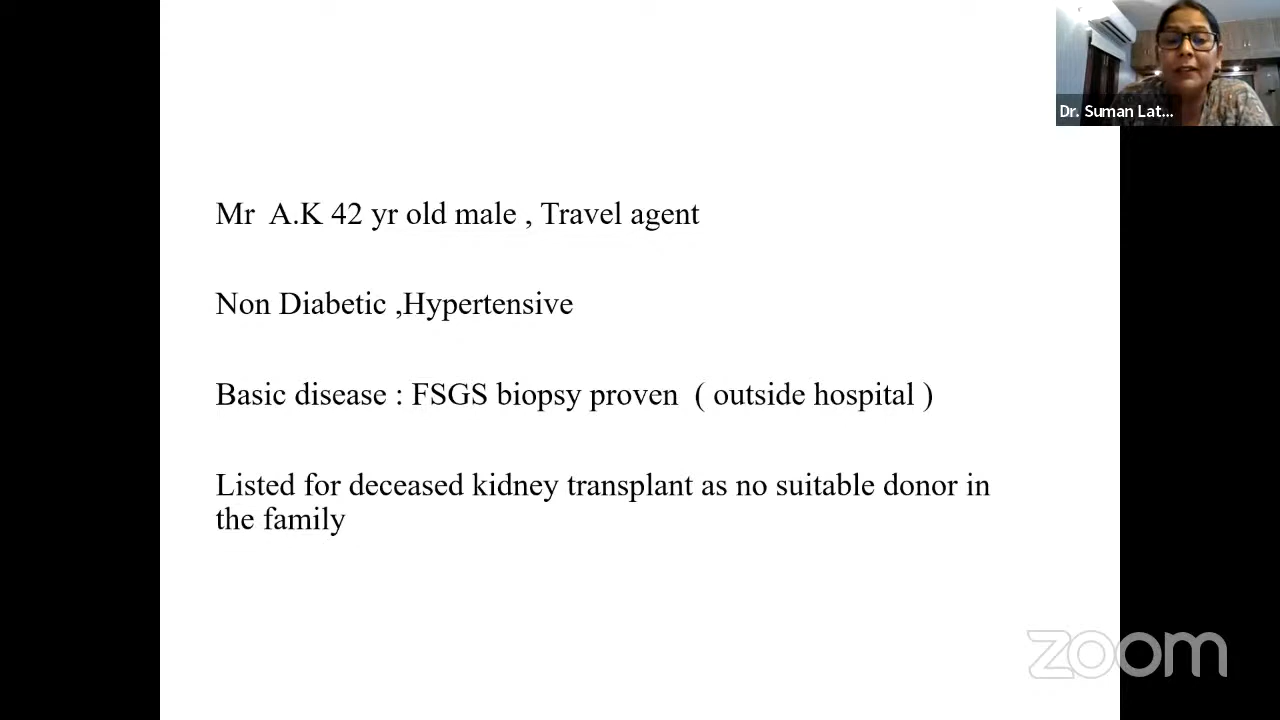 Dr. Suman Lat...
Mr A.K 42 yr old male , Travel agent
Non Diabetic ,Hypertensive
Basic disease : FSGS biopsy proven ( outside hospital )
Listed for deceased kidney transplant as no suitable donor in
the family
zoom